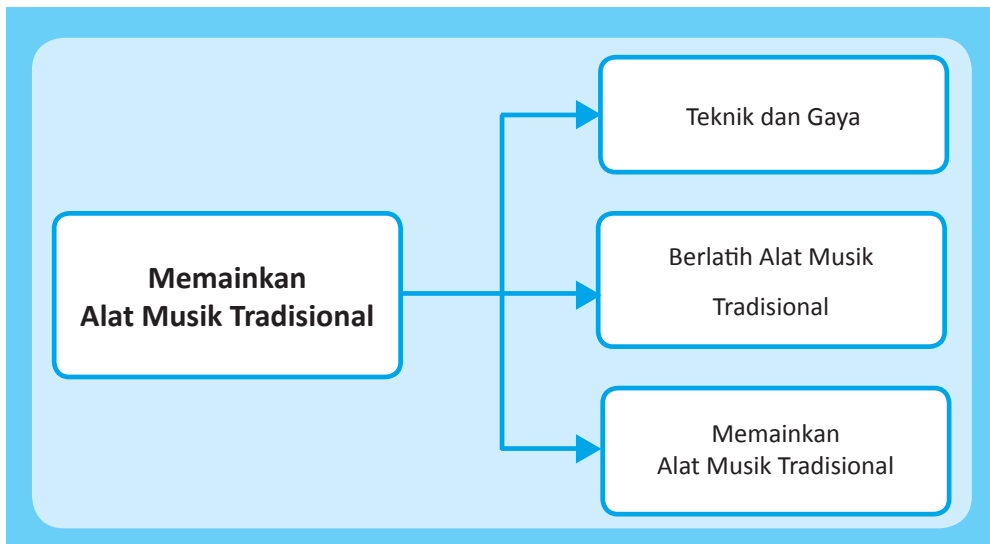 Memainkan
Alat Musik Tradisional
Teknik dan Gaya
Berlatih Alat Musik
Tradisional
Memainkan
Alat Musik Tradisional